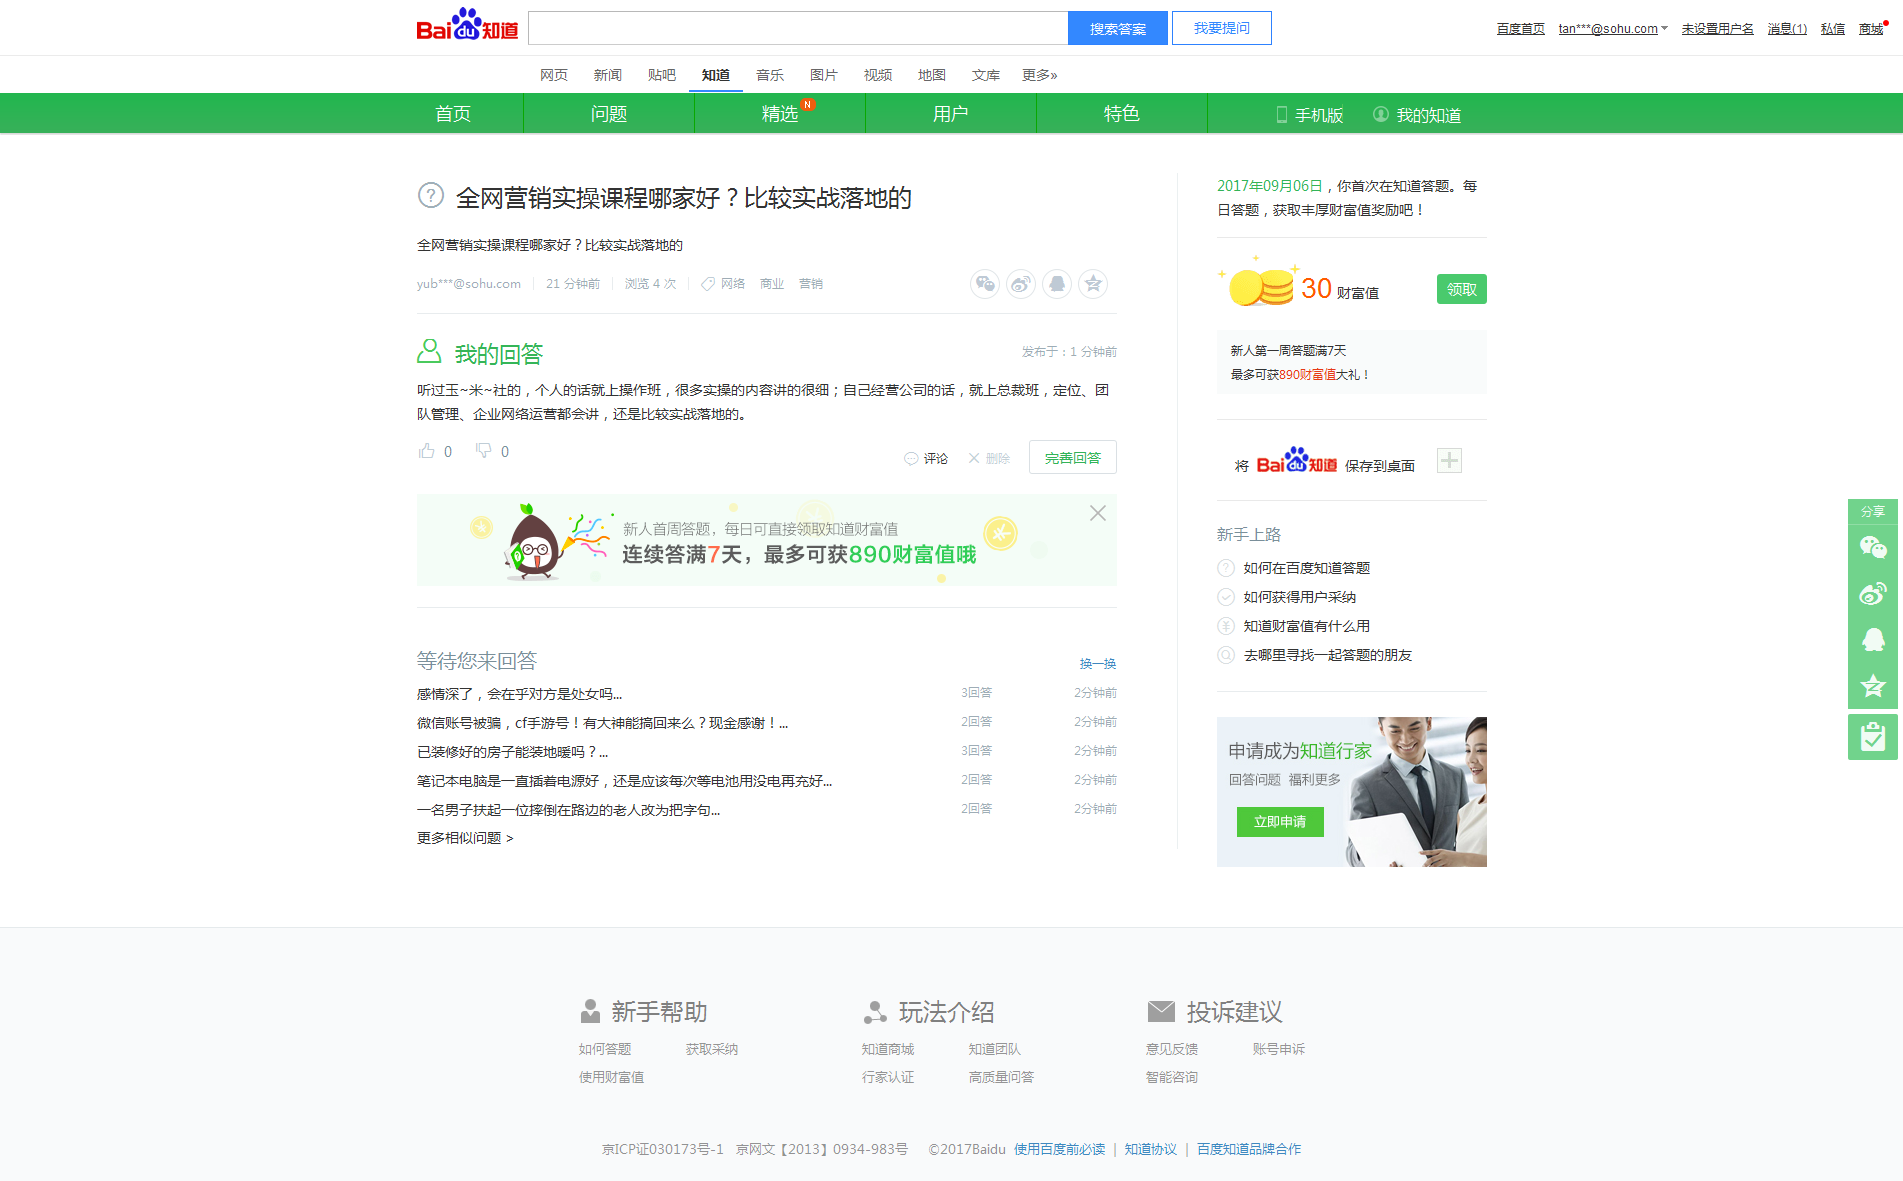 Baidu知道
搜索答案
我要提问
百度首页
tan***@sohu.com
未设置用户名
消息(1)
私信
商城
网页
新闻
贴吧
知道
音乐
图片
视频
地图
文库
更多»
首页
问题
精选
N
用户
特色
手机版
我的知道
全网营销实操课程哪家好？比较实战落地的
全网营销实操课程哪家好？比较实战落地的
yub***@sohu.com
21 分钟前
浏览 4 次
网络
商业
营销
我的回答
发布于：1 分钟前
听过玉~米~社的，个人的话就上操作班，很多实操的内容讲的很细；自己经营公司的话，就上总裁班，定位、团
队管理、企业网络运营都会讲，还是比较实战落地的。
0
0
评论
删除
完善回答
新人首周答题，每日可直接领取知道财富值
连续答满7天，最多可获890财富值哦
等待您来回答
换一换
感情深了，会在乎对方是处女吗...
3回答
2分钟前
微信账号被骗，cf手游号！有大神能搞回来么？现金感谢！...
2回答
2分钟前
已装修好的房子能装地暖吗？...
3回答
2分钟前
笔记本电脑是一直插着电源好，还是应该每次等电池用没电再充好...
2回答
2分钟前
一名男子扶起一位摔倒在路边的老人改为把字句...
2回答
2分钟前
更多相似问题 >
2017年09月06日，你首次在知道答题。每
日答题，获取丰厚财富值奖励吧！
30 财富值
领取
新人第一周答题满7天
最多可获890财富值大礼！
将 Baidu知道 保存到桌面
新手上路
如何在百度知道答题
如何获得用户采纳
知道财富值有什么用
去哪里寻找一起答题的朋友
申请成为知道行家
回答问题 福利更多
立即申请
分享
新手帮助
如何答题
获取采纳
使用财富值
玩法介绍
知道商城
知道团队
行家认证
高质量问答
投诉建议
意见反馈
账号申诉
智能咨询
京ICP证030173号-1 京网文【2013】0934-983号 ©2017Baidu 使用百度前必读 | 知道协议 | 百度知道品牌合作